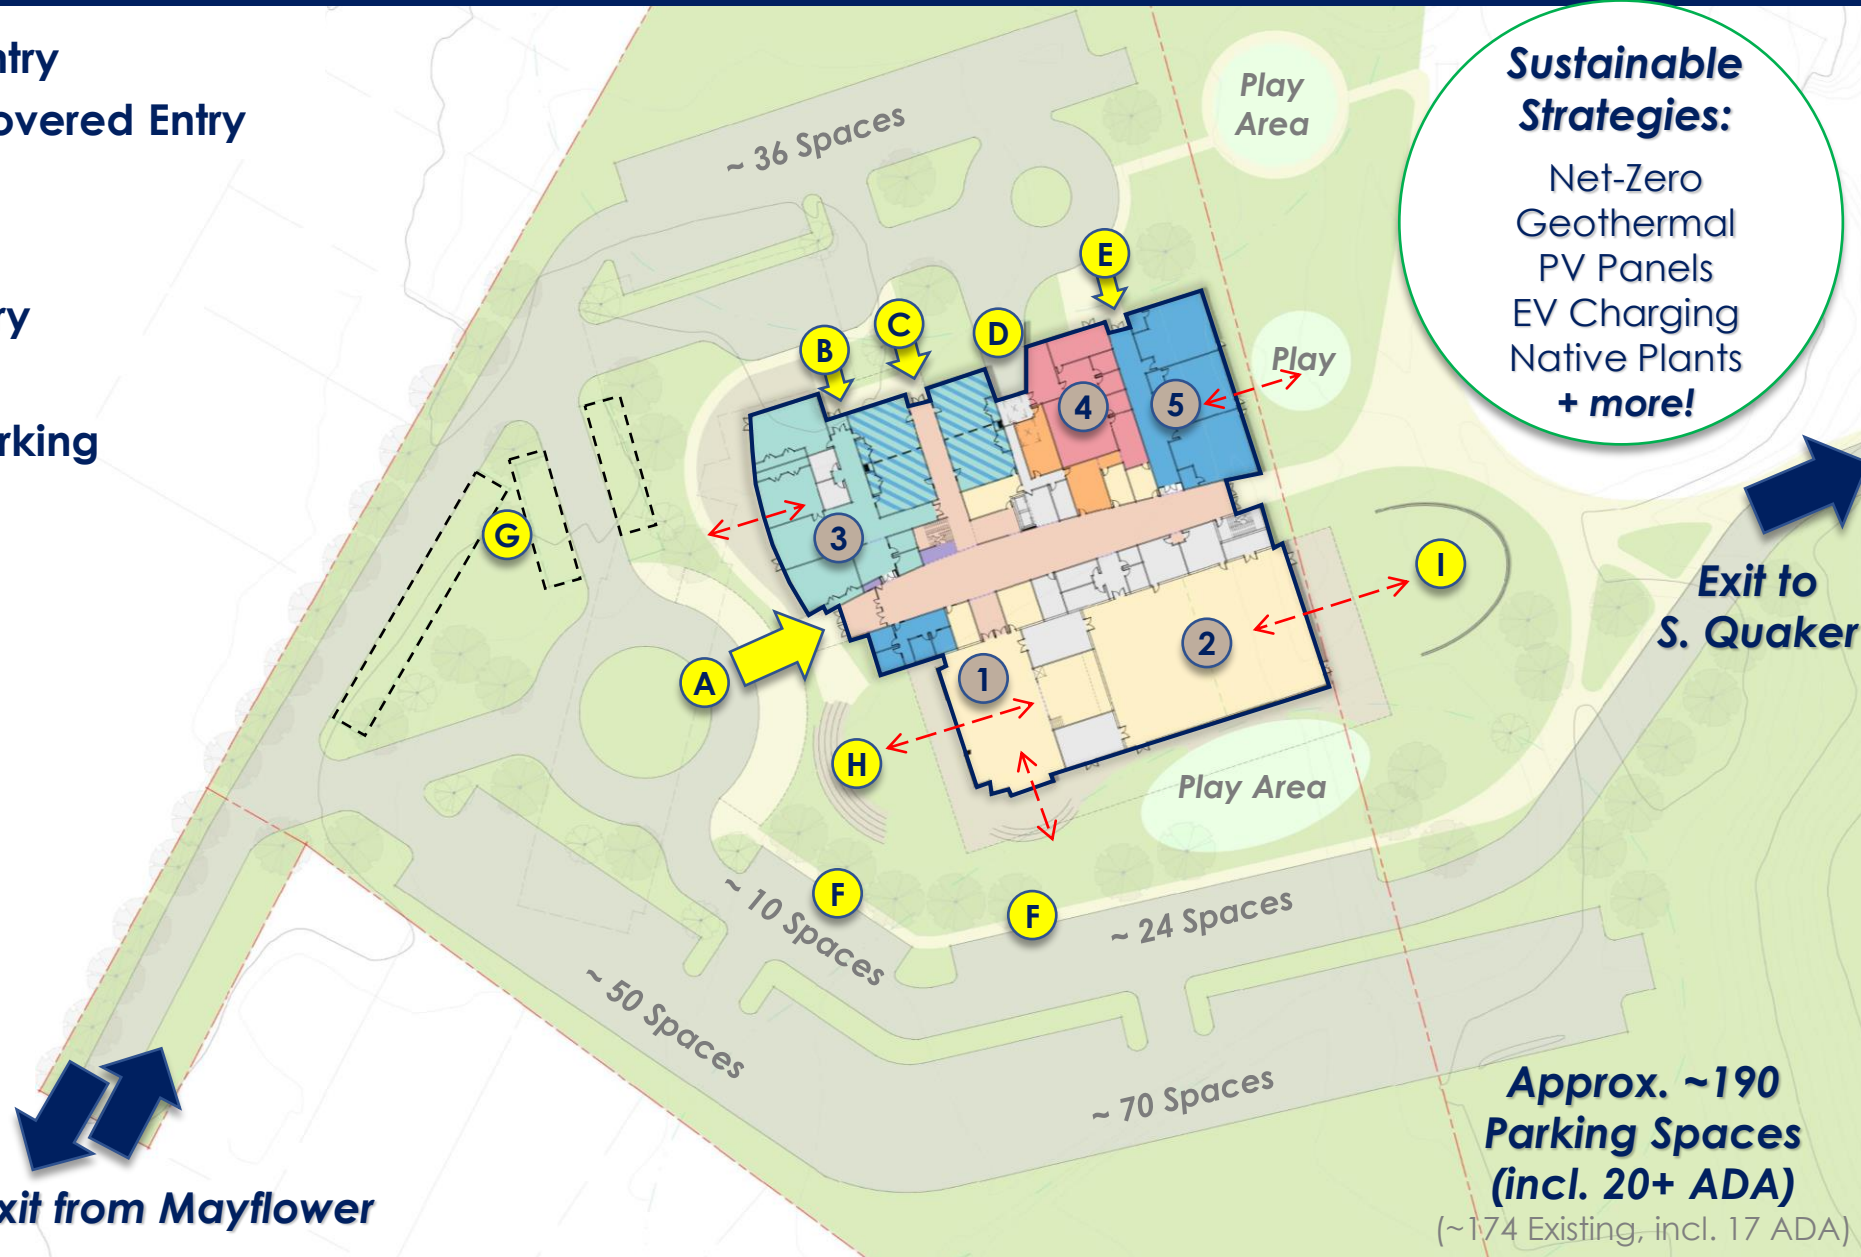 ntry
overed Entry
ry
rking
Sustainable
Strategies:
Net-Zero
Geothermal
PV Panels
EV Charging
Native Plants
+ more!
Play
Area
~ 36 Spaces
E
C
D
B
Play
4
5
3
G
I
Exit to
S. Quaker
2
A
1
H
Play Area
F
F
~ 10 Spaces
~ 24 Spaces
~ 50 Spaces
~ 70 Spaces
Approx. ~190
Parking Spaces
(incl. 20+ ADA)
(~174 Existing, incl. 17 ADA)
xit from Mayflower